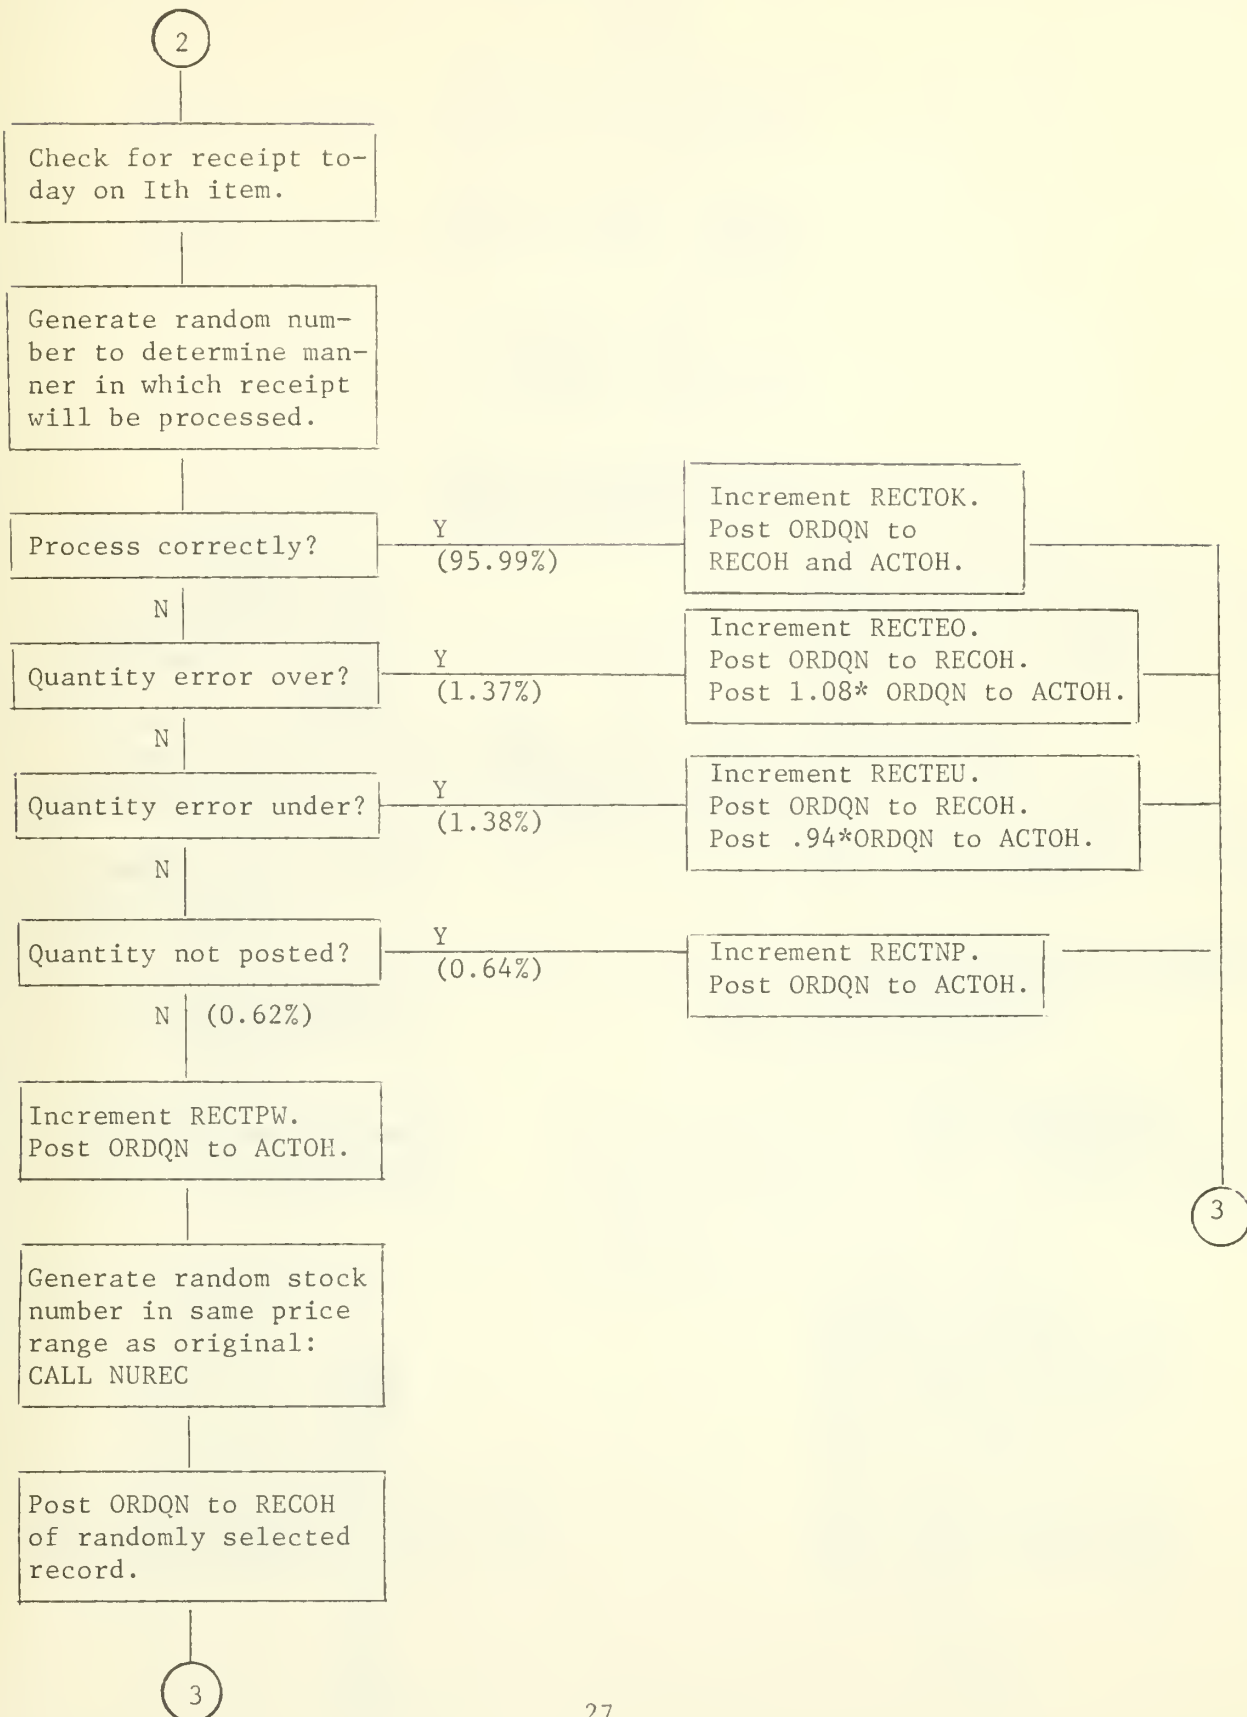 2
Check for receipt to-
day on Ith item.
Generate random num-
ber to determine man-
ner in which receipt
will be processed.
Process correctly?
Y
(95.99%)
Increment RECTOK.
Post ORDQN to
RECOH and ACTOH.
N
Quantity error over?
Y
(1.37%)
Increment RECTEO.
Post ORDQN to RECOH.
Post 1.08* ORDQN to ACTOH.
N
Quantity error under?
Y
(1.38%)
Increment RECTEU.
Post ORDQN to RECOH.
Post .94*ORDQN to ACTOH.
N
Quantity not posted?
Y
(0.64%)
Increment RECTNP.
Post ORDQN to ACTOH.
N (0.62%)
Increment RECTPW.
Post ORDQN to ACTOH.
3
Generate random stock
number in same price
range as original:
CALL NUREC
Post ORDQN to RECOH
of randomly selected
record.
3
27